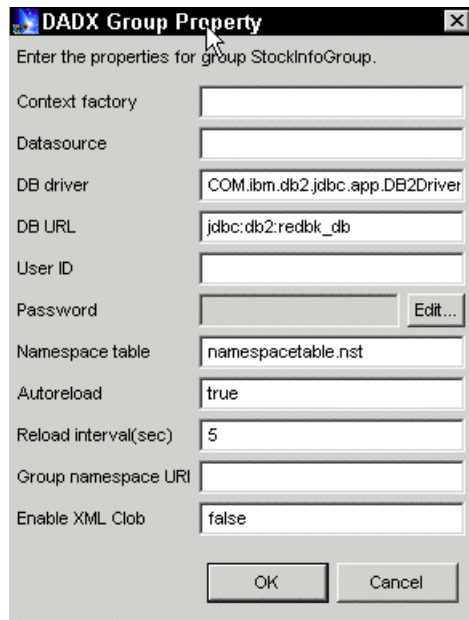 DADX Group Property
Enter the properties for group StockInfoGroup.
Context factory
Datasource
DB driver COM.ibm.db2.jdbc.app.DB2Driver
DB URL jdbc:db2:redbk_db
User ID
Password Edit...
Namespace table namespacetable.nst
Autoreload true
Reload interval(sec) 5
Group namespace URI
Enable XML Clob false
OK Cancel